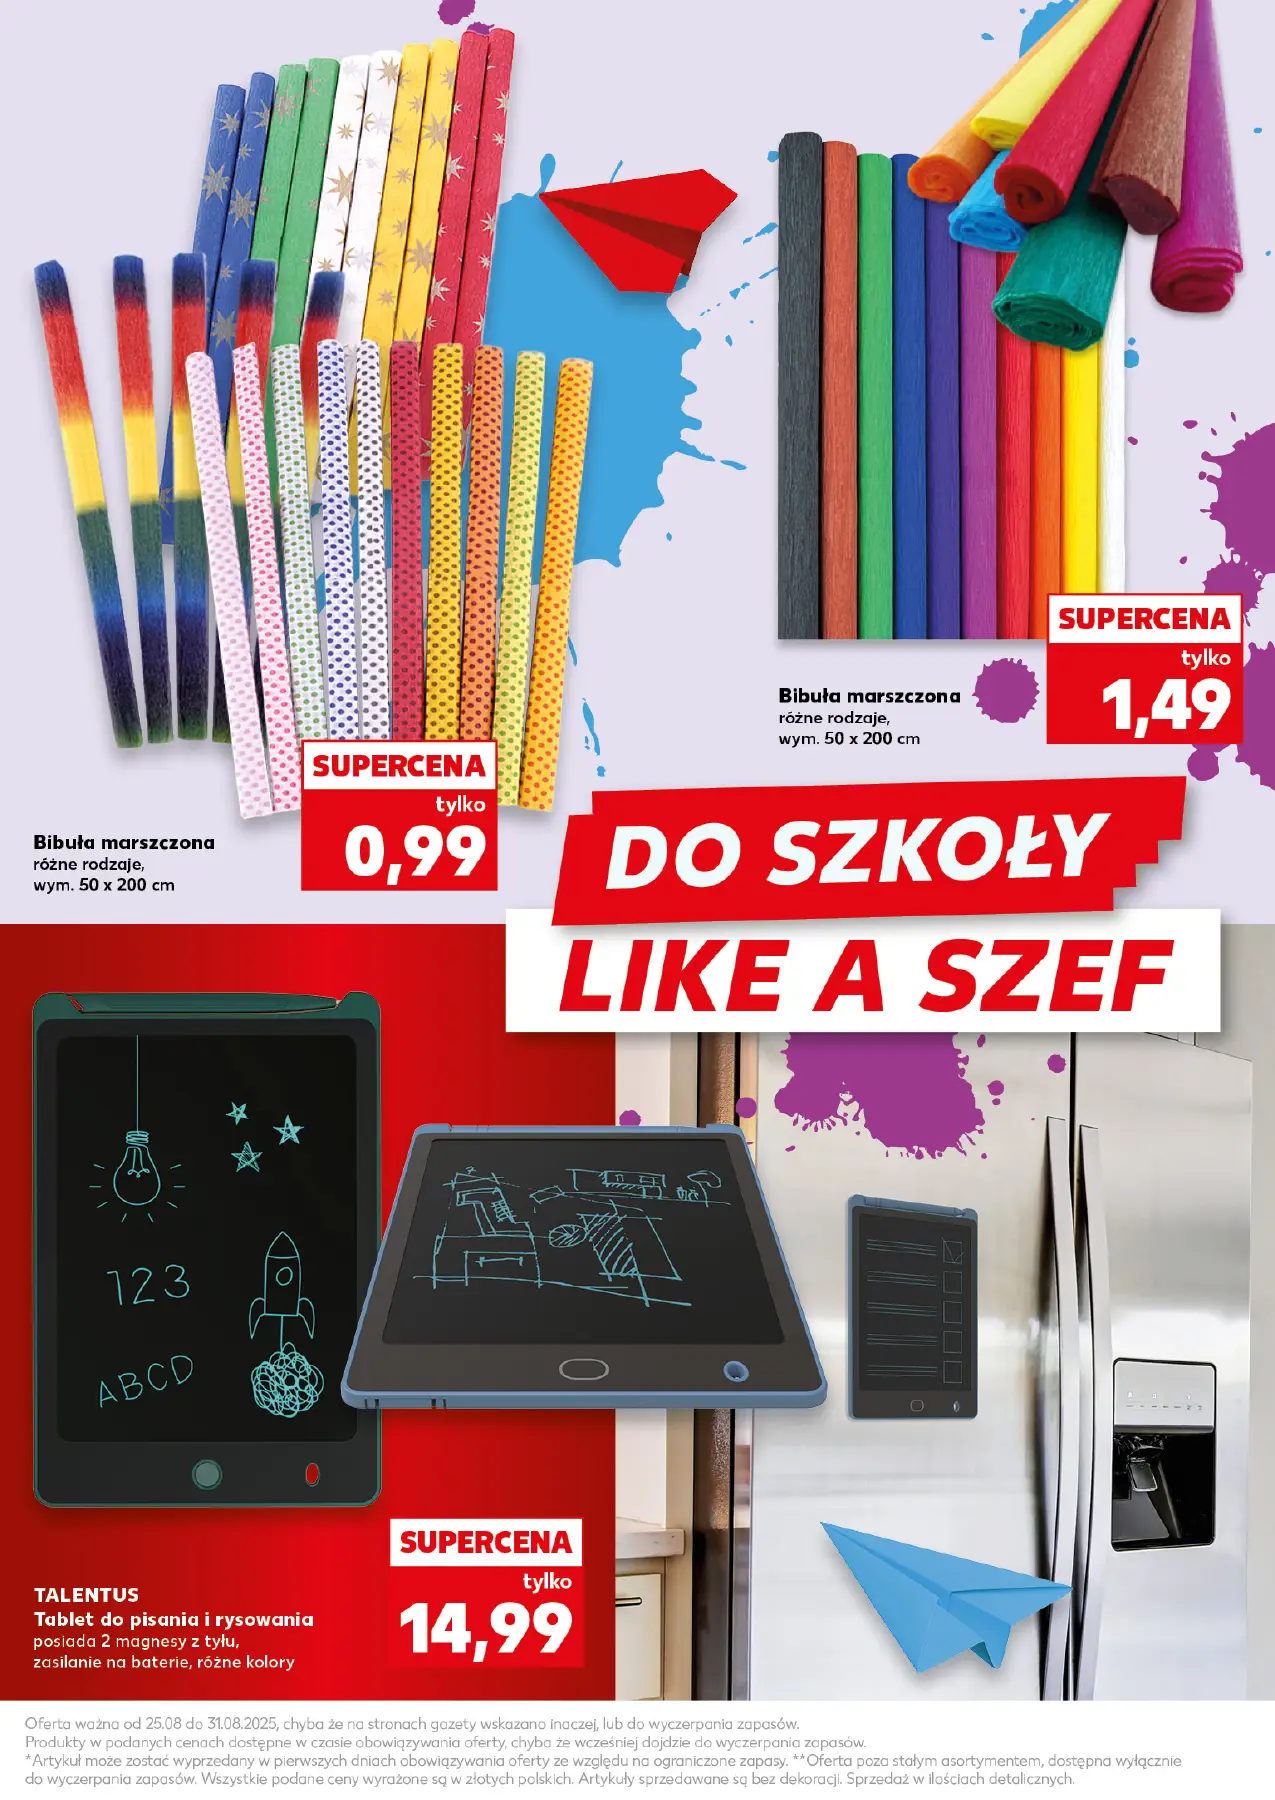 SUPERCENA
tylko
1,49
Bibuła marszczona
różne rodzaje,
wym. 50 x 200 cm
SUPERCENA
tylko
0,99
Bibuła marszczona
różne rodzaje,
wym. 50 x 200 cm
DO SZKOŁY
LIKE A SZEF
123
ABCD
SUPERCENA
tylko
14,99
TALENTUS
Tablet do pisania i rysowania
posiada 2 magnesy z tyłu,
zasilanie na baterie, różne kolory
Oferta ważna od 25.08 do 31.08.2025, chyba że na stronach gazety wskazano inaczej, lub do wyczerpania zapasów.
Produkty w podanych cenach dostępne w czasie obowiązywania oferty, chyba że wcześniej dojdzie do wyczerpania zapasów.
*Artykuł może zostać wyprzedany w pierwszych dniach obowiązywania oferty ze względu na ograniczone zapasy. **Oferta poza stałym asortymentem, dostępna wyłącznie
do wyczerpania zapasów. Wszystkie podane ceny wyrażone są w złotych polskich. Artykuły sprzedawane są bez dekoracji. Sprzedaż w ilościach detalicznych.